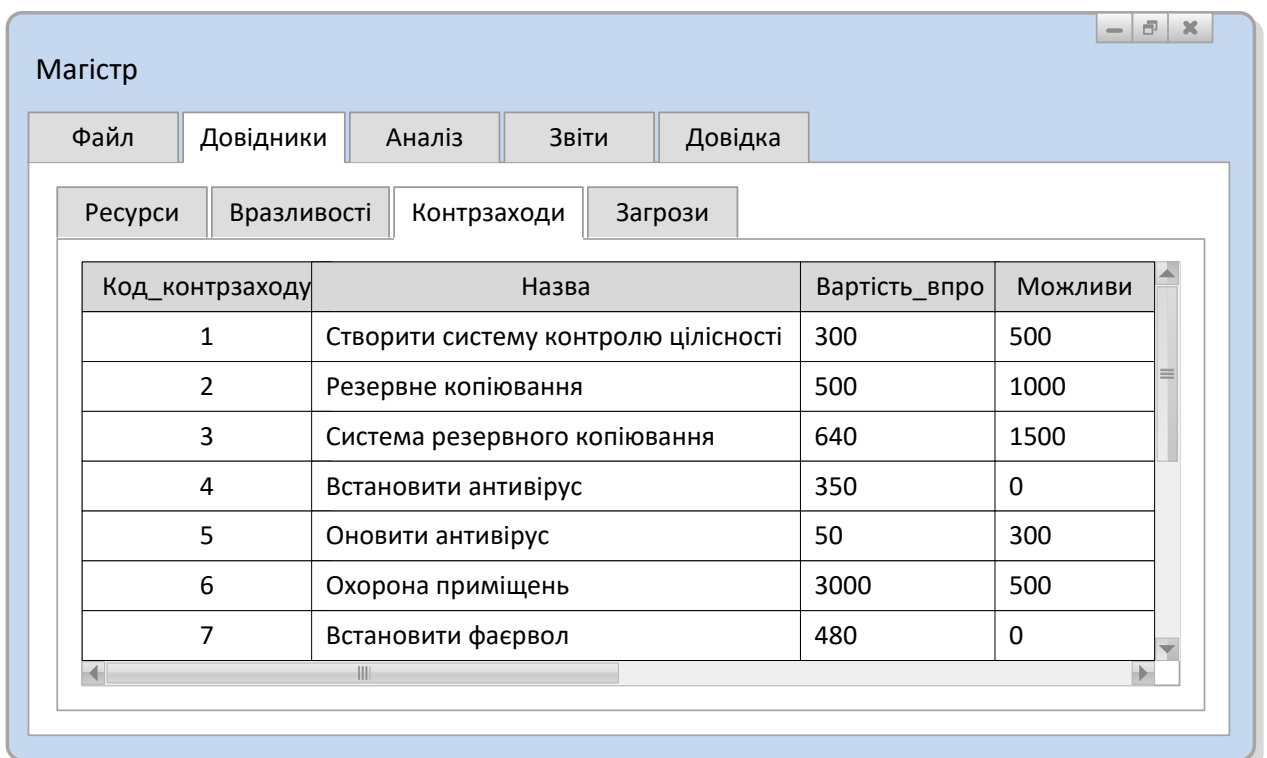 Магістр
Файл Довідники Аналіз Звіти Довідка
Ресурси Вразливості Контрзаходи Загрози
Код_контрзаходу Назва Вартість_впро Можливи
1 Створити систему контролю цілісності 300 500
2 Резервне копіювання 500 1000
3 Система резервного копіювання 640 1500
4 Встановити антивірус 350 0
5 Оновити антивірус 50 300
6 Охорона приміщень 3000 500
7 Встановити фаєрвол 480 0